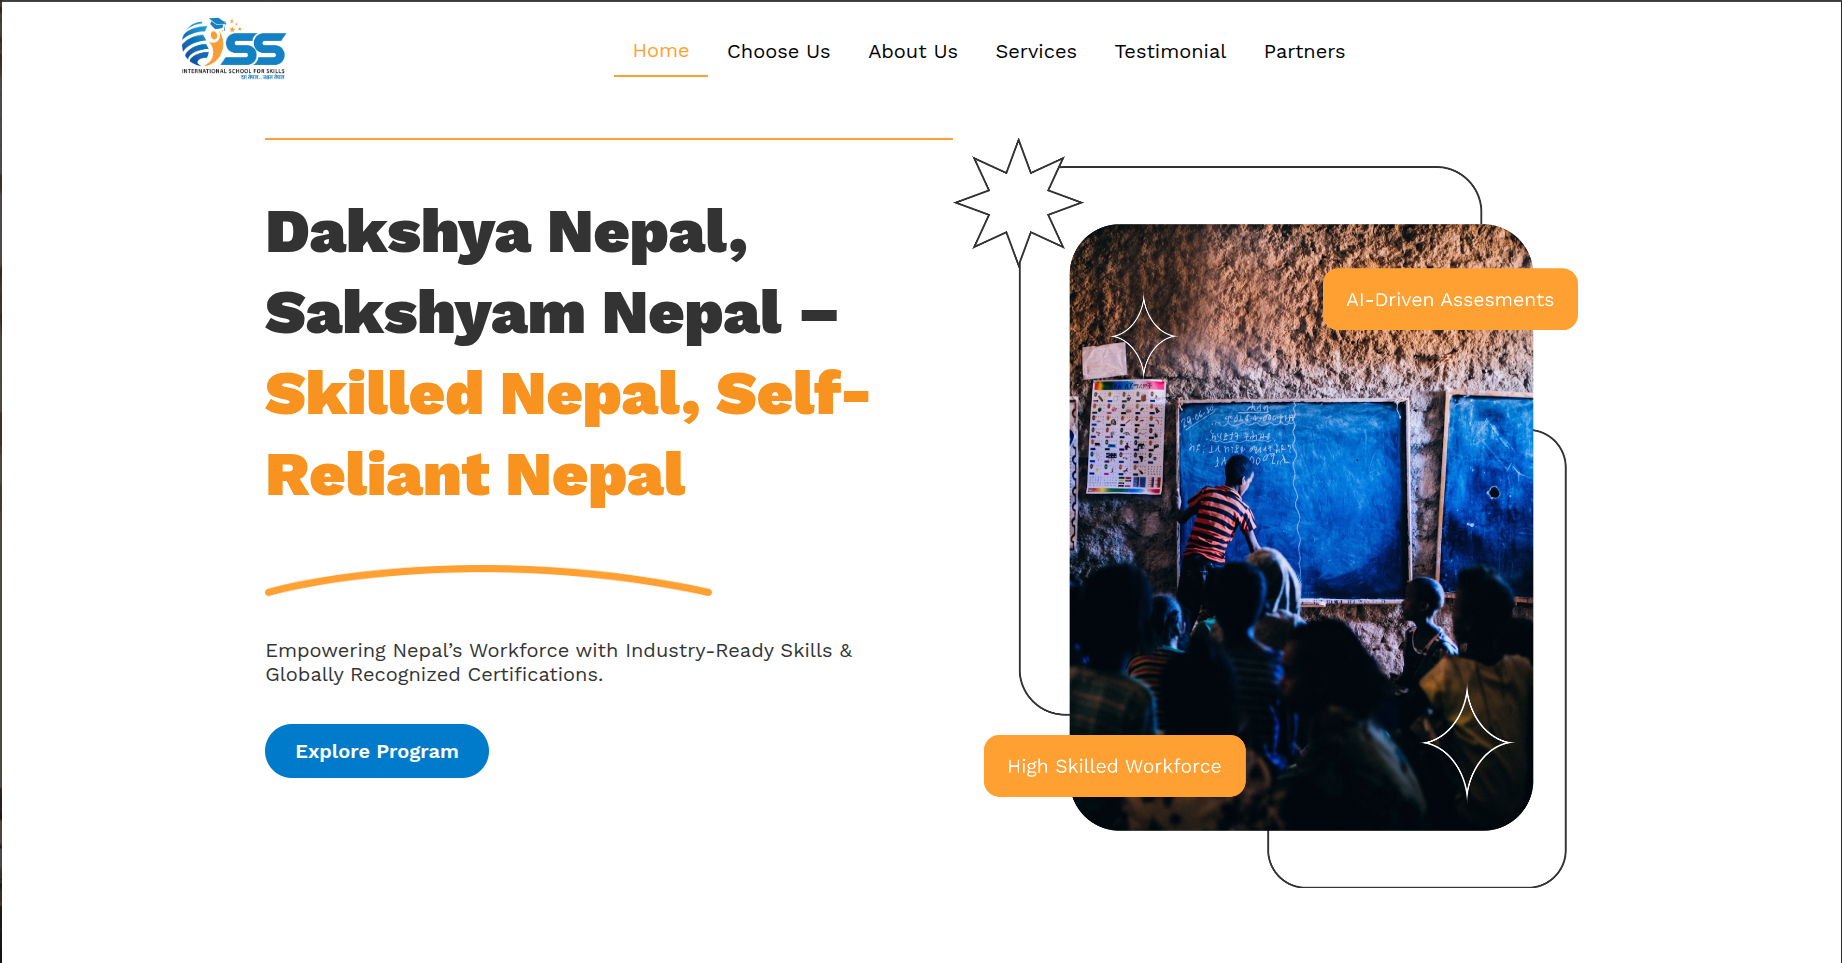 SS
INTERNATIONAL SCHOOL FOR SKILLS
Home
Choose Us
About Us
Services
Testimonial
Partners
Dakshya Nepal,
Sakshyam Nepal –
Skilled Nepal, Self-
Reliant Nepal
Empowering Nepal’s Workforce with Industry-Ready Skills &
Globally Recognized Certifications.
Explore Program
AI-Driven Assesments
High Skilled Workforce